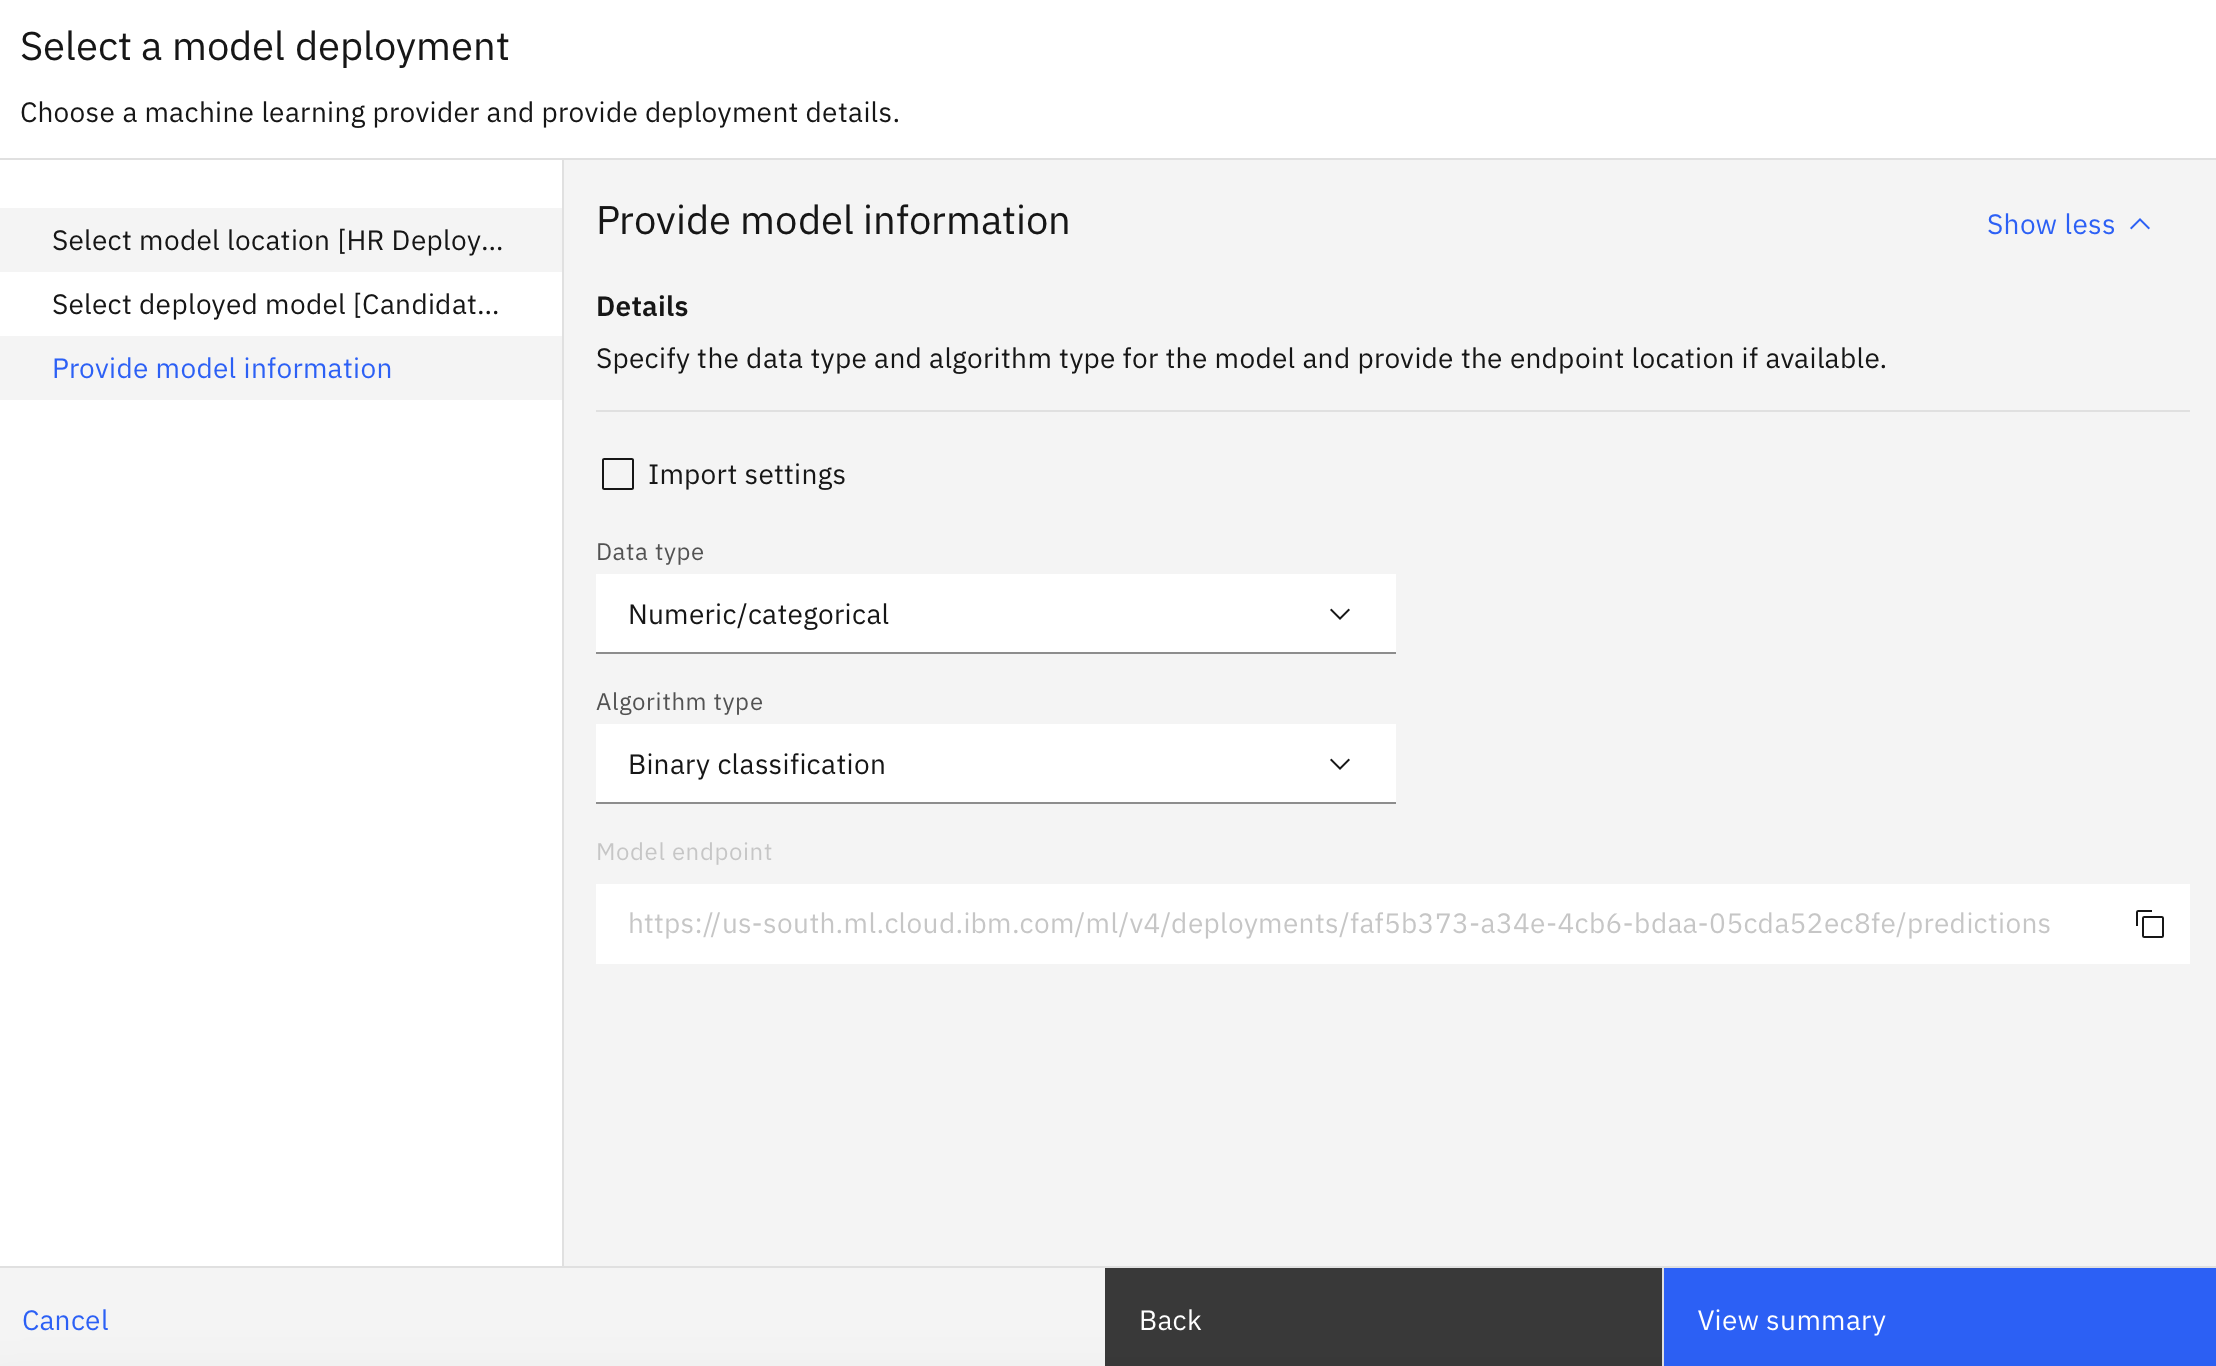 Select a model deployment
Choose a machine learning provider and provide deployment details.
Select model location [HR Deploy...
Select deployed model [Candidat...
Provide model information
Provide model information
Show less
Details
Specify the data type and algorithm type for the model and provide the endpoint location if available.
Import settings
Data type
Numeric/categorical
Algorithm type
Binary classification
Model endpoint
https://us-south.ml.cloud.ibm.com/ml/v4/deployments/faf5b373-a34e-4cb6-bdaa-05cda52ec8fe/predictions
Cancel
Back
View summary